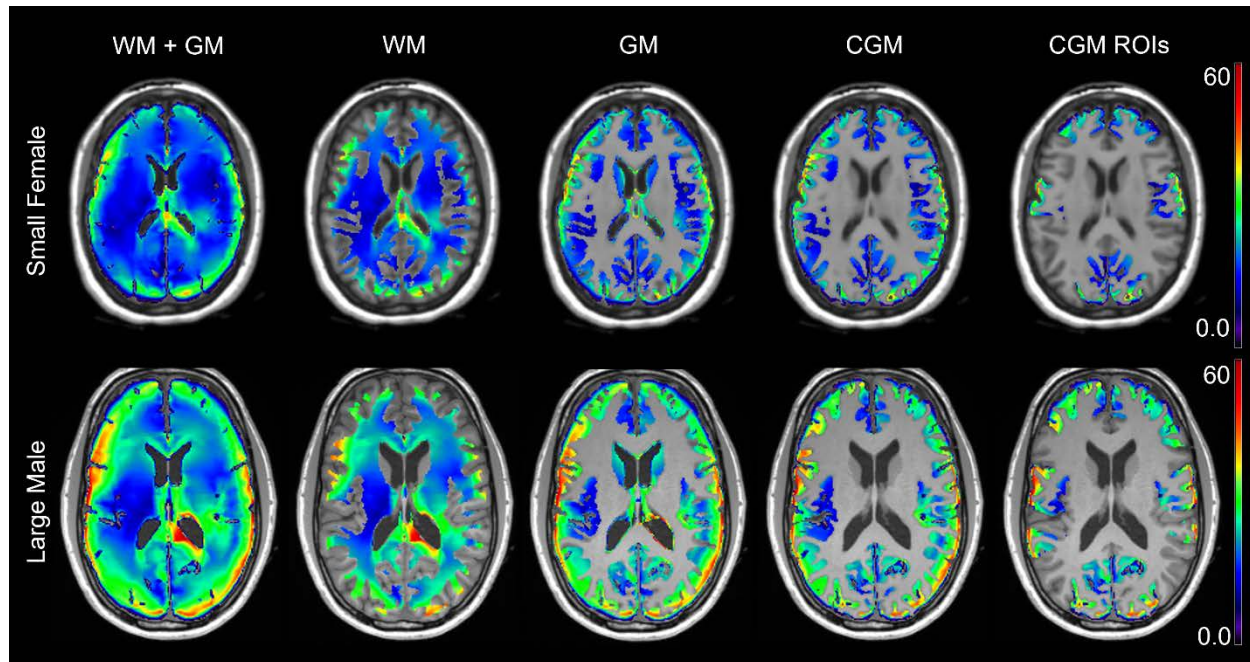 WM + GM
WM
GM
CGM
CGM ROIs
Small Female
60
0.0
Large Male
60
0.0